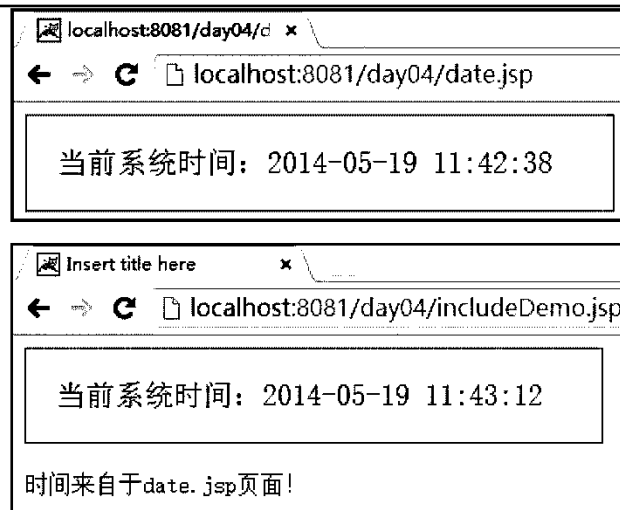 localhost:8081/day04/d
localhost:8081/day04/date.jsp
当前系统时间：2014-05-19 11:42:38
Insert title here
localhost:8081/day04/includeDemo.jsp
当前系统时间：2014-05-19 11:43:12
时间来自于date.jsp页面！